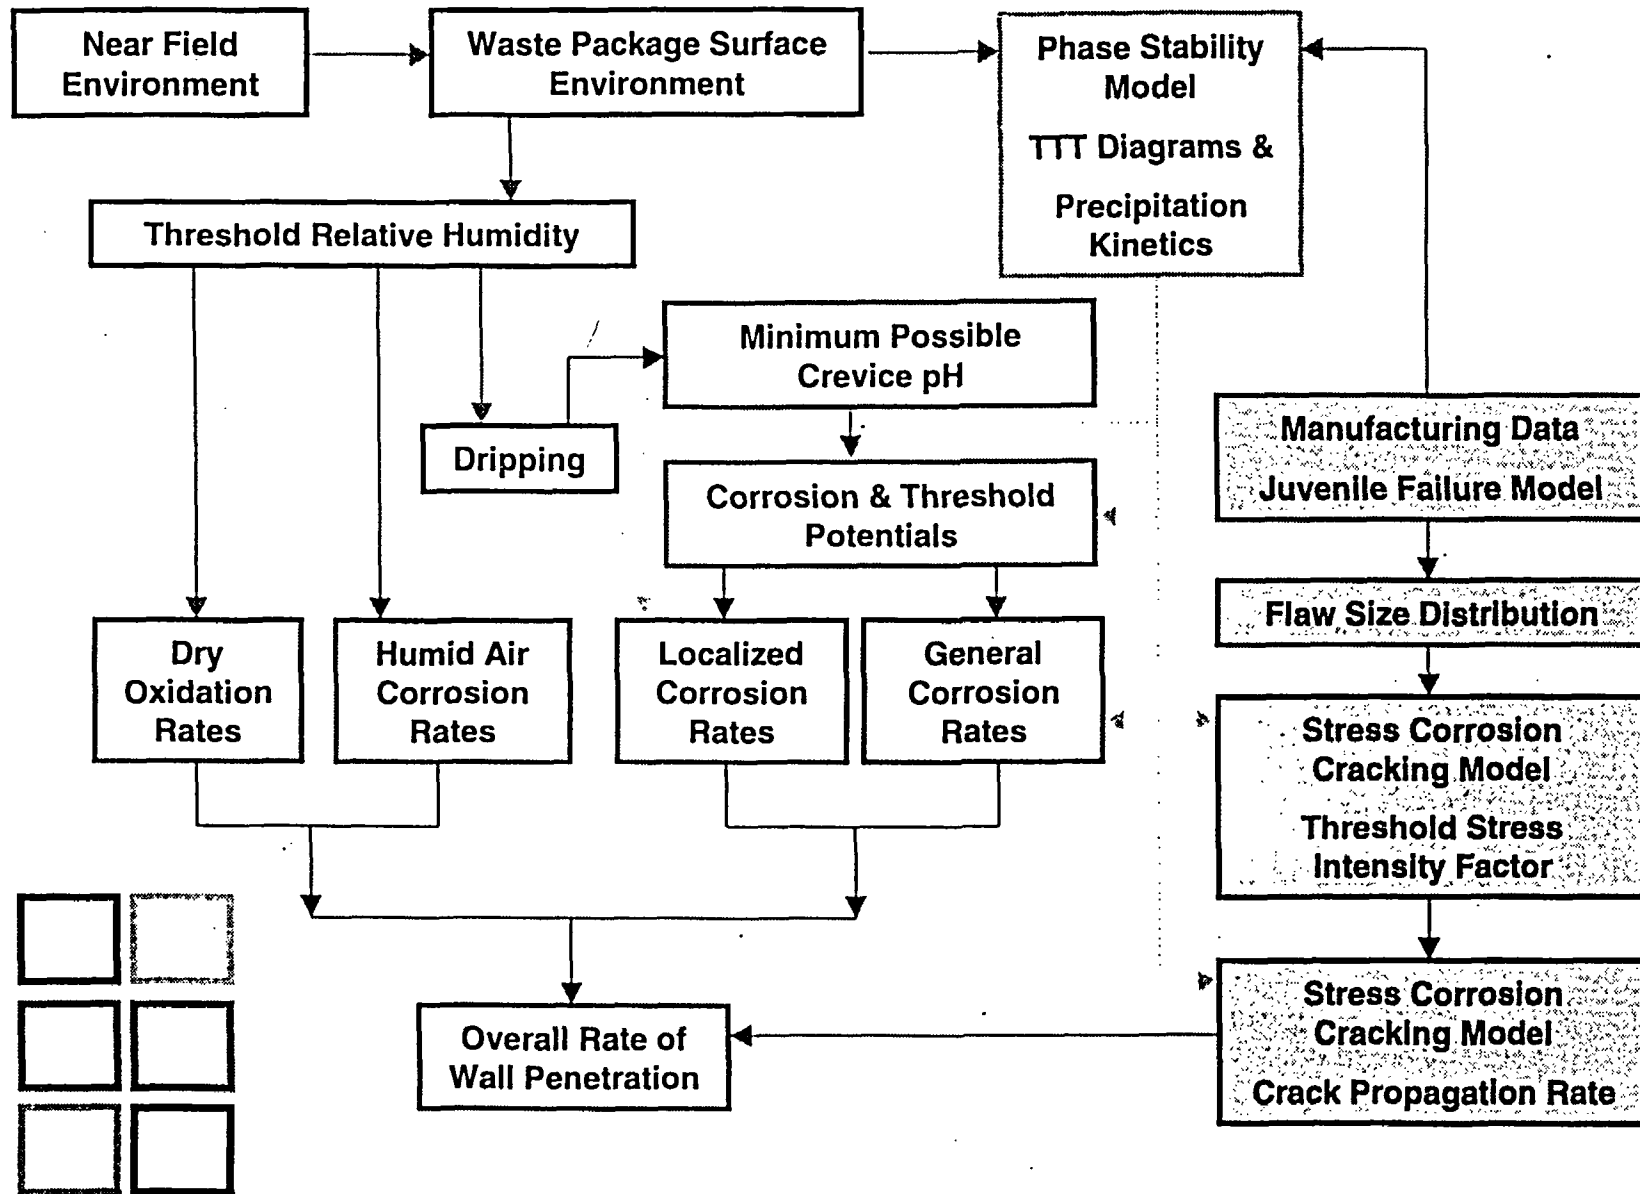 Near Field
Environment
Waste Package Surface
Environment
Phase Stability
Model
TTT Diagrams &
Precipitation
Kinetics
Threshold Relative Humidity
Minimum Possible
Crevice pH
Dripping
Corrosion & Threshold
Potentials
Manufacturing Data
Juvenile Failure Model
Flaw Size Distribution
Dry
Oxidation
Rates
Humid Air
Corrosion
Rates
Localized
Corrosion
Rates
General
Corrosion
Rates
Stress Corrosion
Cracking Model
Threshold Stress
Intensity Factor
Overall Rate of
Wall Penetration
Stress Corrosion
Cracking Model
Crack Propagation Rate